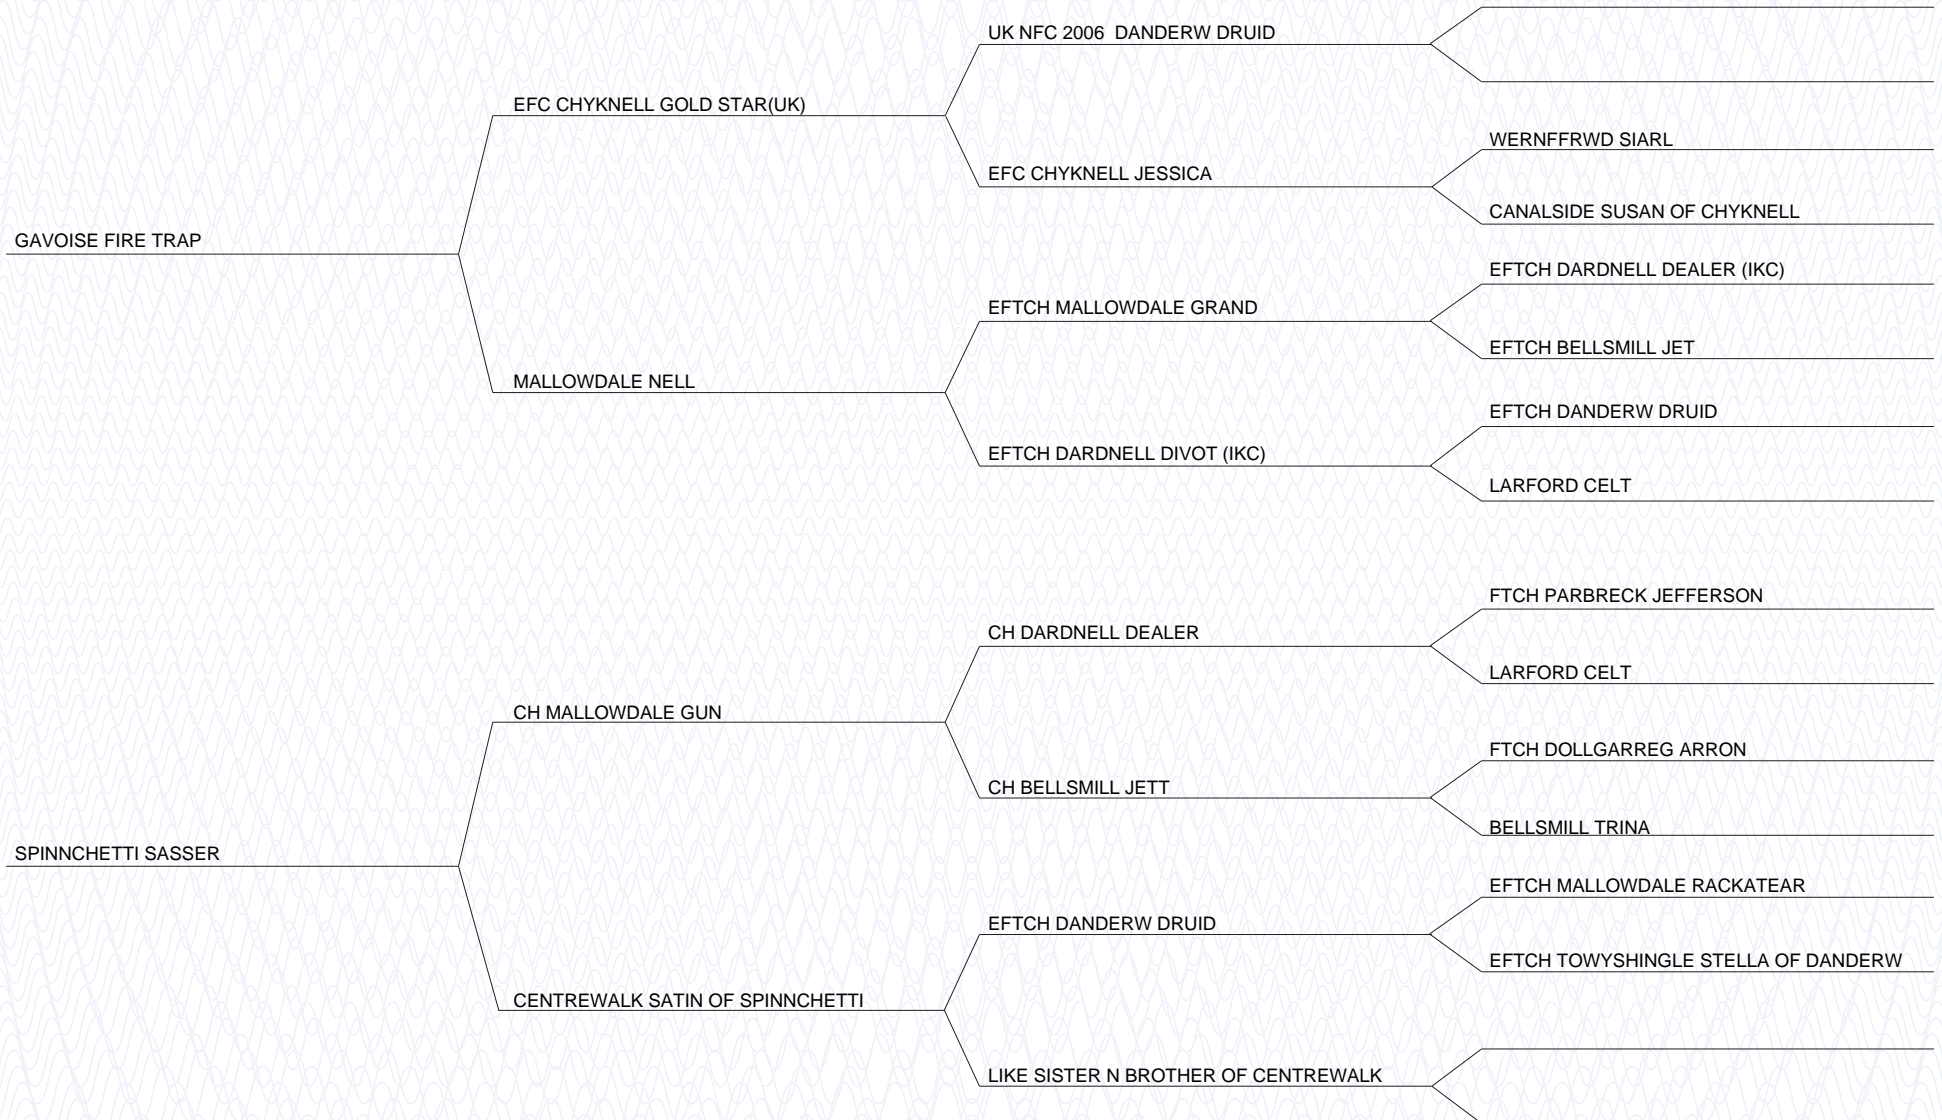 UK NFC 2006  DANDERW DRUID
EFC CHYKNELL GOLD STAR(UK)
WERNFFRWD SIARL
EFC CHYKNELL JESSICA
CANALSIDE SUSAN OF CHYKNELL
GAVOISE FIRE TRAP
EFTCH DARDNELL DEALER (IKC)
EFTCH MALLOWDALE GRAND
EFTCH BELLSMILL JET
MALLOWDALE NELL
EFTCH DANDERW DRUID
EFTCH DARDNELL DIVOT (IKC)
LARFORD CELT
FTCH PARBRECK JEFFERSON
CH DARDNELL DEALER
LARFORD CELT
CH MALLOWDALE GUN
FTCH DOLLGARREG ARRON
CH BELLSMILL JETT
BELLSMILL TRINA
SPINNCHETTI SASSER
EFTCH MALLOWDALE RACKATEAR
EFTCH DANDERW DRUID
EFTCH TOWYSHINGLE STELLA OF DANDERW
CENTREWALK SATIN OF SPINNCHETTI
LIKE SISTER N BROTHER OF CENTREWALK